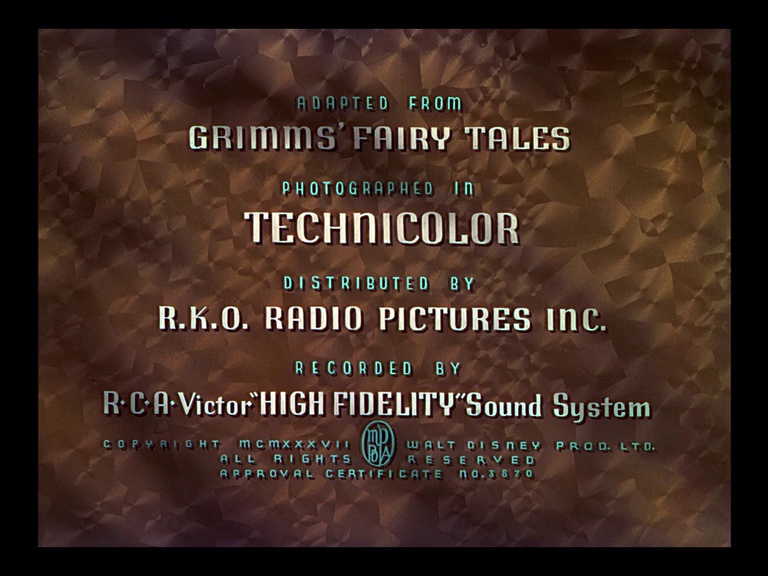 ADAPTED FROM
GRIMMS' FAIRY TALES
PHOTOGRAPHED IN
TECHNICOLOR
DISTRIBUTED BY
R.K.O. RADIO PICTURES INC.
RECORDED BY
R·C·A·Victor "HIGH FIDELITY" Sound System
COPYRIGHT MCMXXXVII WALT DISNEY PROD. LTD.
ALL RIGHTS RESERVED
APPROVAL CERTIFICATE NO.3870